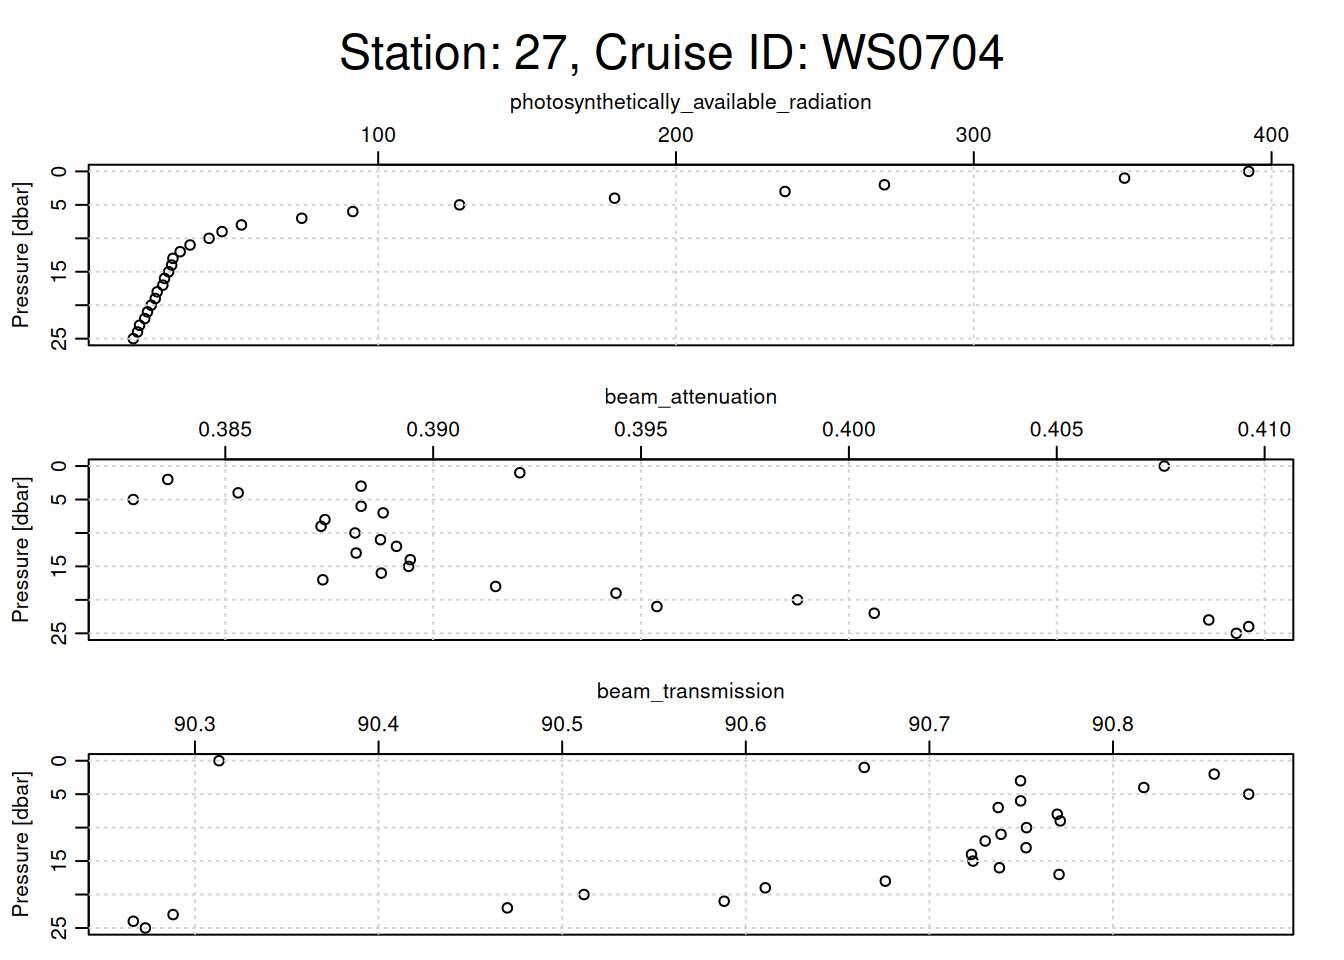 Station: 27, Cruise ID: WS0704
photosynthetically_available_radiation
100 200 300 400
Pressure [dbar]
0
5
15
25
beam_attenuation
0.385 0.390 0.395 0.400 0.405 0.410
Pressure [dbar]
0
5
15
25
beam_transmission
90.3 90.4 90.5 90.6 90.7 90.8
Pressure [dbar]
0
5
15
25